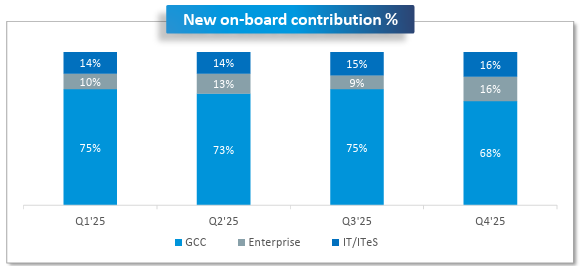 New on-board contribution %
14% 14% 15% 16%
10% 13% 9% 16%
75% 73% 75% 68%
Q1'25 Q2'25 Q3'25 Q4'25
GCC Enterprise IT/ITeS